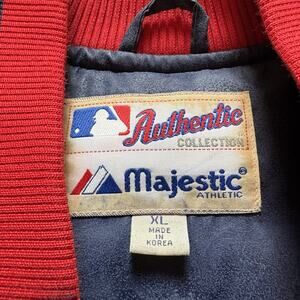 Authentic
COLLECTION
Majestic®
ATHLETIC
XL
MADE
IN
KOREA